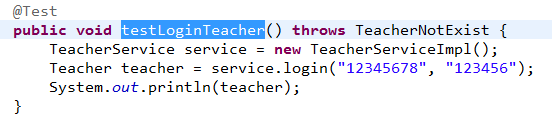 @Test
public void testLoginTeacher() throws TeacherNotExist {
    TeacherService service = new TeacherServiceImpl();
    Teacher teacher = service.login("12345678", "123456");
    System.out.println(teacher);
}